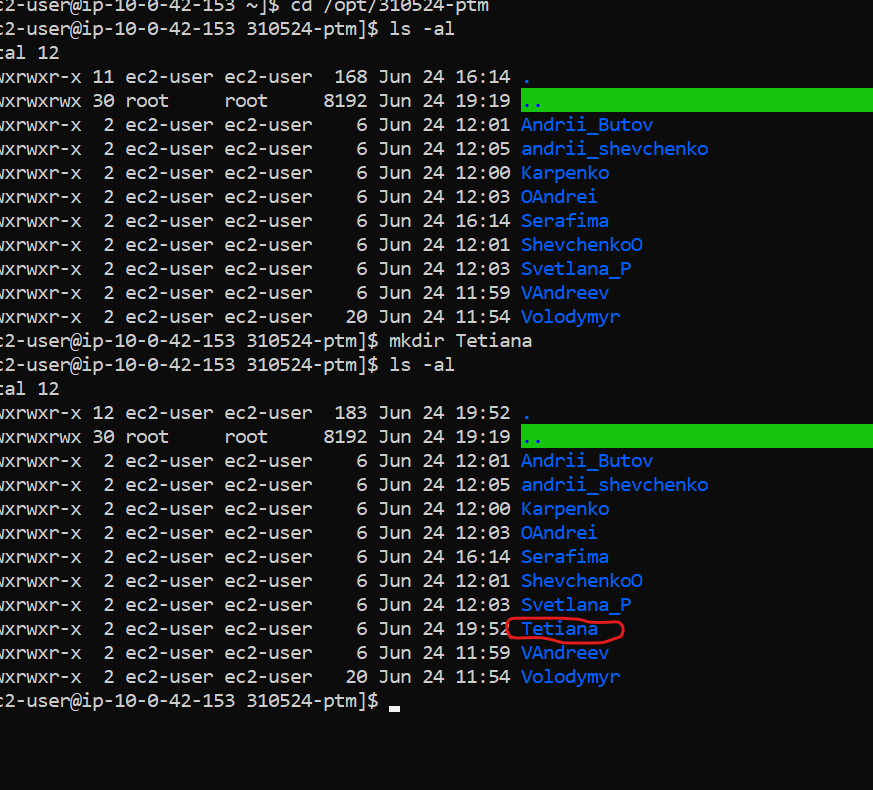 c2-user@ip-10-0-42-153 ~]$ cd /opt/310524-ptm
c2-user@ip-10-0-42-153 310524-ptm]$ ls -al
tal 12
wxrwxr-x 11 ec2-user ec2-user  168 Jun 24 16:14 .
wxrwxrwx 30 root     root     8192 Jun 24 19:19 ..
wxrwxr-x  2 ec2-user ec2-user    6 Jun 24 12:01 Andrii_Butov
wxrwxr-x  2 ec2-user ec2-user    6 Jun 24 12:05 andrii_shevchenko
wxrwxr-x  2 ec2-user ec2-user    6 Jun 24 12:00 Karpenko
wxrwxr-x  2 ec2-user ec2-user    6 Jun 24 12:03 OAndrei
wxrwxr-x  2 ec2-user ec2-user    6 Jun 24 16:14 Serafima
wxrwxr-x  2 ec2-user ec2-user    6 Jun 24 12:01 ShevchenkoO
wxrwxr-x  2 ec2-user ec2-user    6 Jun 24 12:03 Svetlana_P
wxrwxr-x  2 ec2-user ec2-user    6 Jun 24 11:59 VAndreev
wxrwxr-x  2 ec2-user ec2-user   20 Jun 24 11:54 Volodymyr
c2-user@ip-10-0-42-153 310524-ptm]$ mkdir Tetiana
c2-user@ip-10-0-42-153 310524-ptm]$ ls -al
tal 12
wxrwxr-x 12 ec2-user ec2-user  183 Jun 24 19:52 .
wxrwxrwx 30 root     root     8192 Jun 24 19:19 ..
wxrwxr-x  2 ec2-user ec2-user    6 Jun 24 12:01 Andrii_Butov
wxrwxr-x  2 ec2-user ec2-user    6 Jun 24 12:05 andrii_shevchenko
wxrwxr-x  2 ec2-user ec2-user    6 Jun 24 12:00 Karpenko
wxrwxr-x  2 ec2-user ec2-user    6 Jun 24 12:03 OAndrei
wxrwxr-x  2 ec2-user ec2-user    6 Jun 24 16:14 Serafima
wxrwxr-x  2 ec2-user ec2-user    6 Jun 24 12:01 ShevchenkoO
wxrwxr-x  2 ec2-user ec2-user    6 Jun 24 12:03 Svetlana_P
wxrwxr-x  2 ec2-user ec2-user    6 Jun 24 19:52 Tetiana
wxrwxr-x  2 ec2-user ec2-user    6 Jun 24 11:59 VAndreev
wxrwxr-x  2 ec2-user ec2-user   20 Jun 24 11:54 Volodymyr
c2-user@ip-10-0-42-153 310524-ptm]$